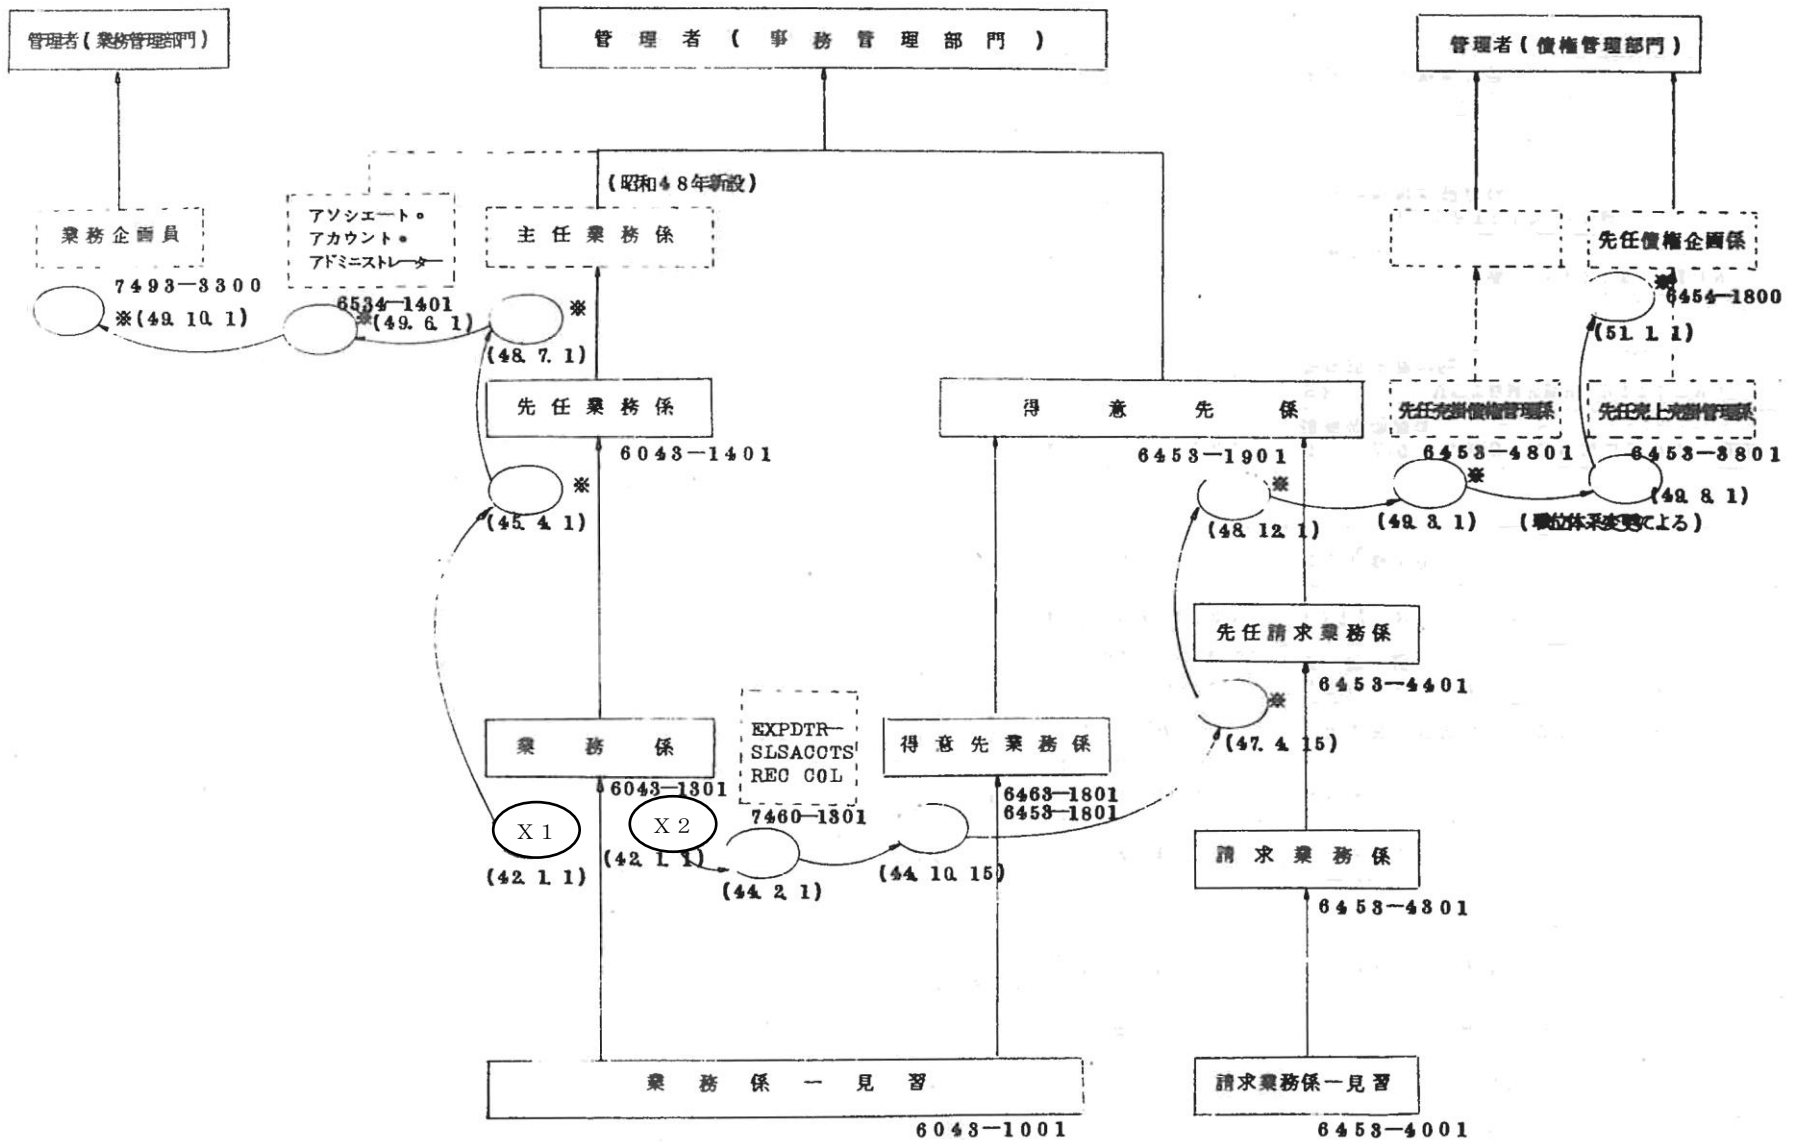 管理者(業務管理部門)
管理者(事務管理部門)
管理者(債権管理部門)
(昭和48年新設)
業務企画員
アソシエート。
アカウント。
アドミニストレーター
主任業務係
先任債権企画係
7493-3300
※(49.10.1)
6534-1401
※(49.6.1)
※
(48.7.1)
※
6454-1800
(51.1.1)
先任業務係
6043-1401
得意先係
6453-1901
先任売掛債権管理係
6453-4801
先任売上売掛管理係
6453-3801
※
(45.4.1)
※
(48.12.1)
※
(49.3.1)
(49.8.1)
(職位体系変更による)
先任請求業務係
6453-4401
※
(47.4.15)
業務係
6043-1301
EXPDTR-
SLSACCTS
REC COL
7460-1301
得意先業務係
6463-1801
6453-1801
X1
(42.1.1)
X2
(42.1.1)
(44.2.1)
(44.10.15)
請求業務係
6453-4301
業務係-見習
6043-1001
請求業務係-見習
6453-4001